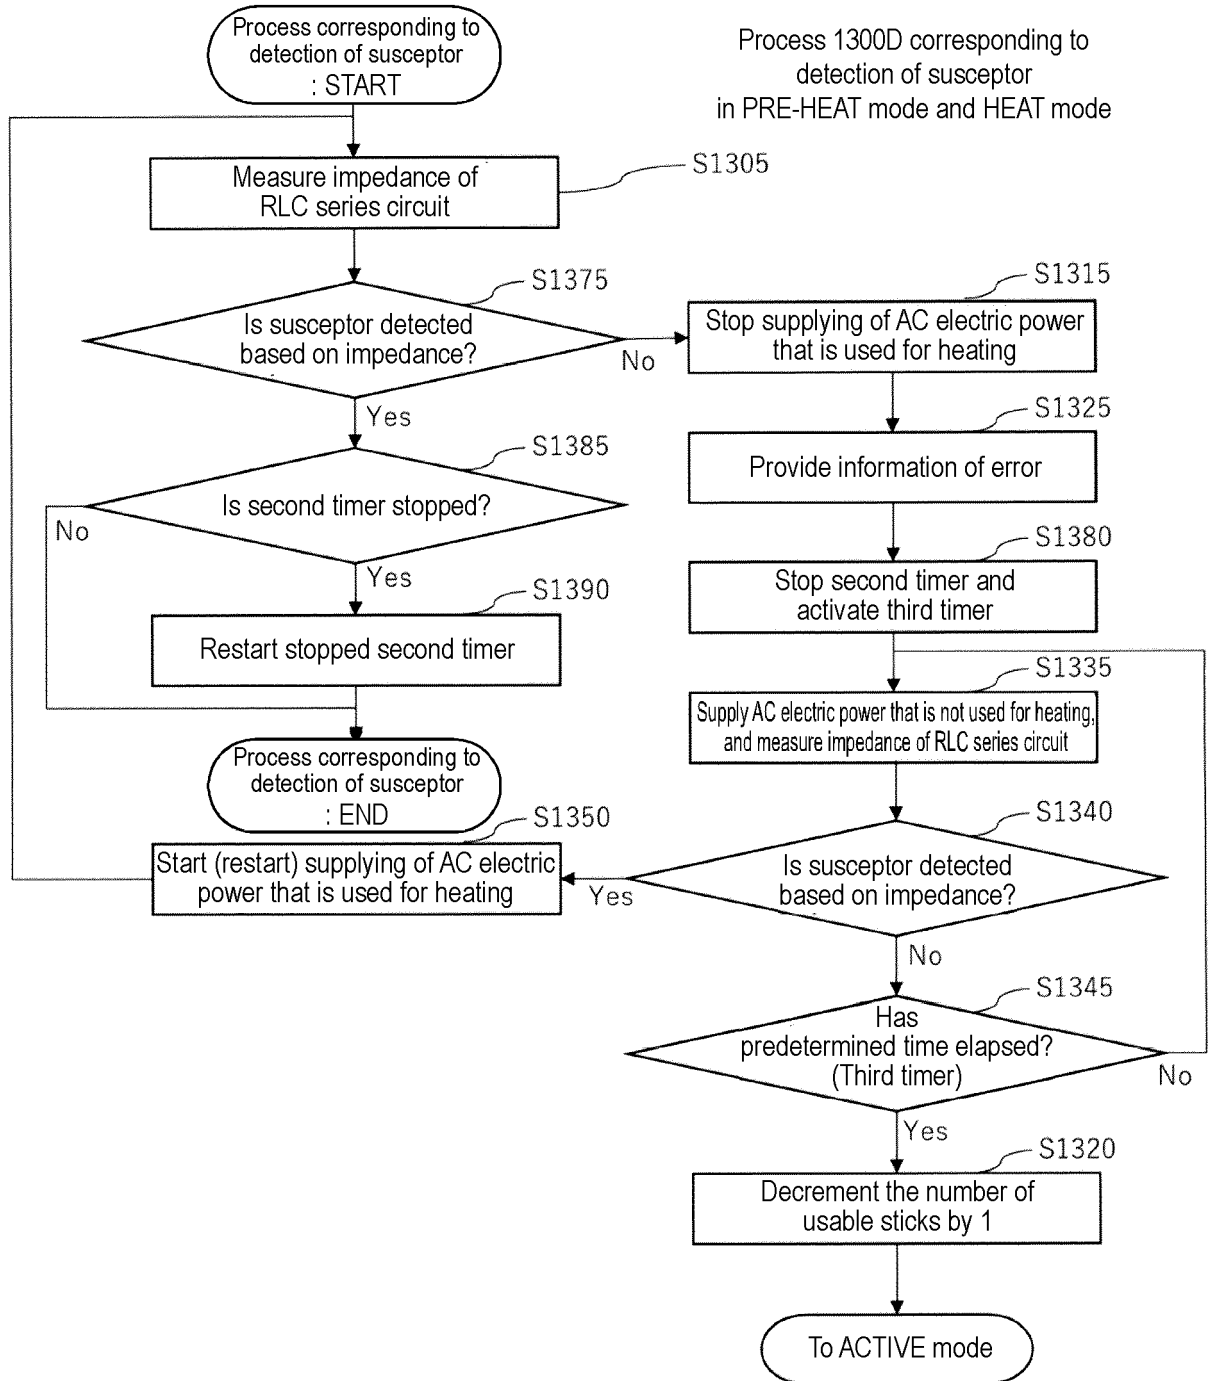 Process corresponding to
detection of susceptor
: START
Process 1300D corresponding to
detection of susceptor
in PRE-HEAT mode and HEAT mode
S1305
Measure impedance of
RLC series circuit
S1375
Is susceptor detected
based on impedance?
No
Yes
S1315
Stop supplying of AC electric power
that is used for heating
S1325
Provide information of error
S1385
Is second timer stopped?
No
Yes
S1380
Stop second timer and
activate third timer
S1390
Restart stopped second timer
S1335
Supply AC electric power that is not used for heating,
and measure impedance of RLC series circuit
Process corresponding to
detection of susceptor
: END
S1350
Start (restart) supplying of AC electric
power that is used for heating
S1340
Is susceptor detected
based on impedance?
Yes
No
S1345
Has
predetermined time elapsed?
(Third timer)
No
Yes
S1320
Decrement the number of
usable sticks by 1
To ACTIVE mode